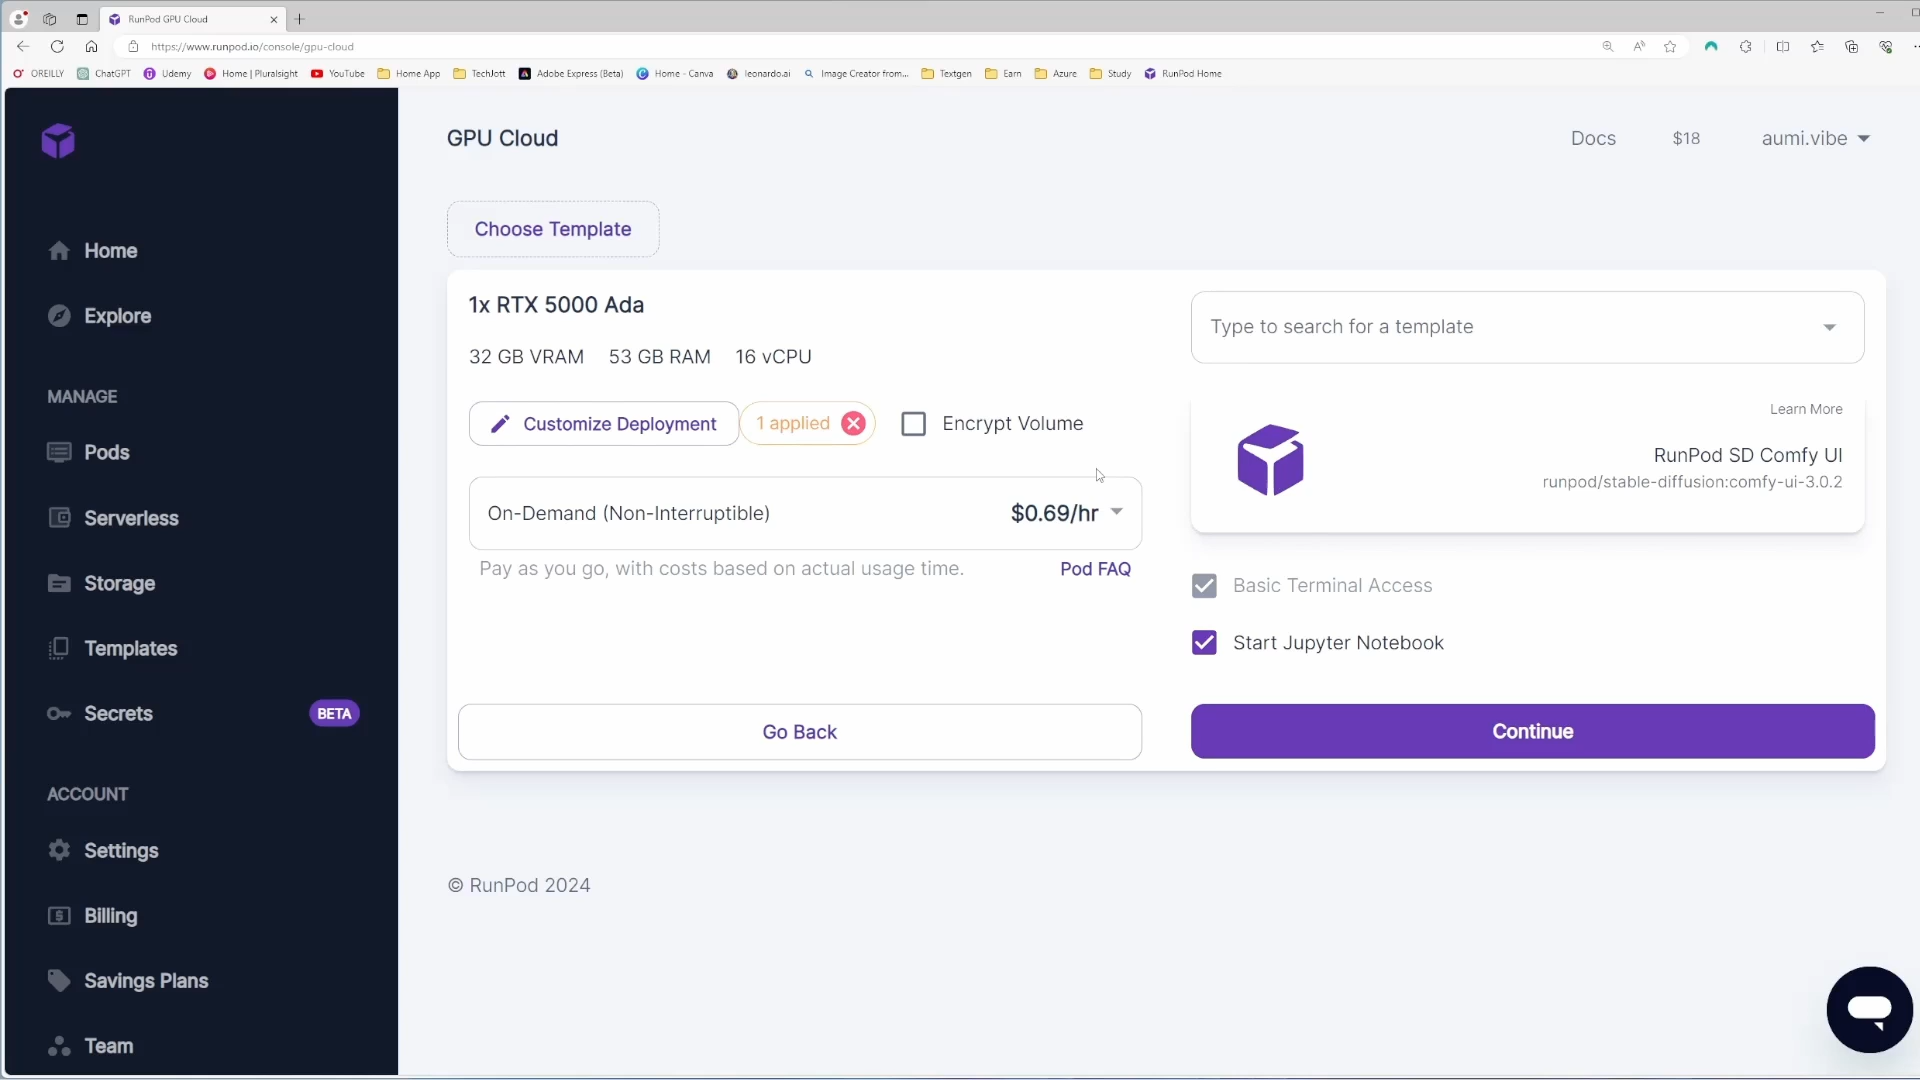 RunPod GPU Cloud
https://www.runpod.io/console/gpu-cloud
OREILLY ChatGPT Udemy Home | Pluralsight YouTube Home App TechJott Adobe Express (Beta) Home - Canva leonardo.ai Image Creator from... Textgen Earn Azure Study RunPod Home
GPU Cloud
Docs
$18
aumi.vibe
Home
Explore
MANAGE
Pods
Serverless
Storage
Templates
Secrets BETA
ACCOUNT
Settings
Billing
Savings Plans
Team
Choose Template
1x RTX 5000 Ada
32 GB VRAM 53 GB RAM 16 vCPU
Customize Deployment 1 applied Encrypt Volume
On-Demand (Non-Interruptible) $0.69/hr
Pay as you go, with costs based on actual usage time. Pod FAQ
Type to search for a template
Learn More
RunPod SD Comfy UI
runpod/stable-diffusion:comfy-ui-3.0.2
Basic Terminal Access
Start Jupyter Notebook
Go Back
Continue
© RunPod 2024